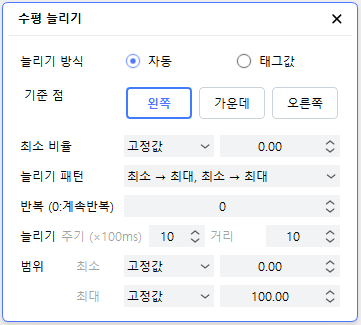 수평 늘리기
늘리기 방식 자동 태그값
기준 점 왼쪽 가운데 오른쪽
최소 비율 고정값 0.00
늘리기 패턴 최소 → 최대, 최소 → 최대
반복 (0:계속반복) 0
늘리기 주기 (×100ms) 10 거리 10
범위 최소 고정값 0.00
최대 고정값 100.00